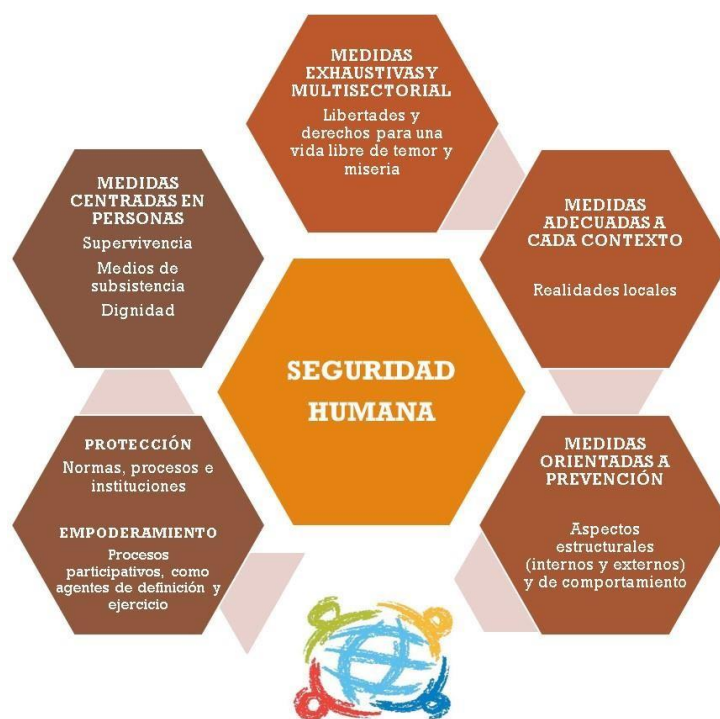 MEDIDAS
EXHAUSTIVAS Y
MULTISECTORIAL
Libertades y
derechos para una
vida libre de temor y
miseria
MEDIDAS
CENTRADAS EN
PERSONAS
Supervivencia
Medios de
subsistencia
Dignidad
MEDIDAS
ADECUADAS A
CADA CONTEXTO
Realidades locales
SEGURIDAD
HUMANA
PROTECCIÓN
Normas, procesos e
instituciones
EMPODERAMIENTO
Procesos
participativos, como
agentes de definición y
ejercicio
MEDIDAS
ORIENTADAS A
PREVENCIÓN
Aspectos
estructurales
(internos y externos)
y de comportamiento